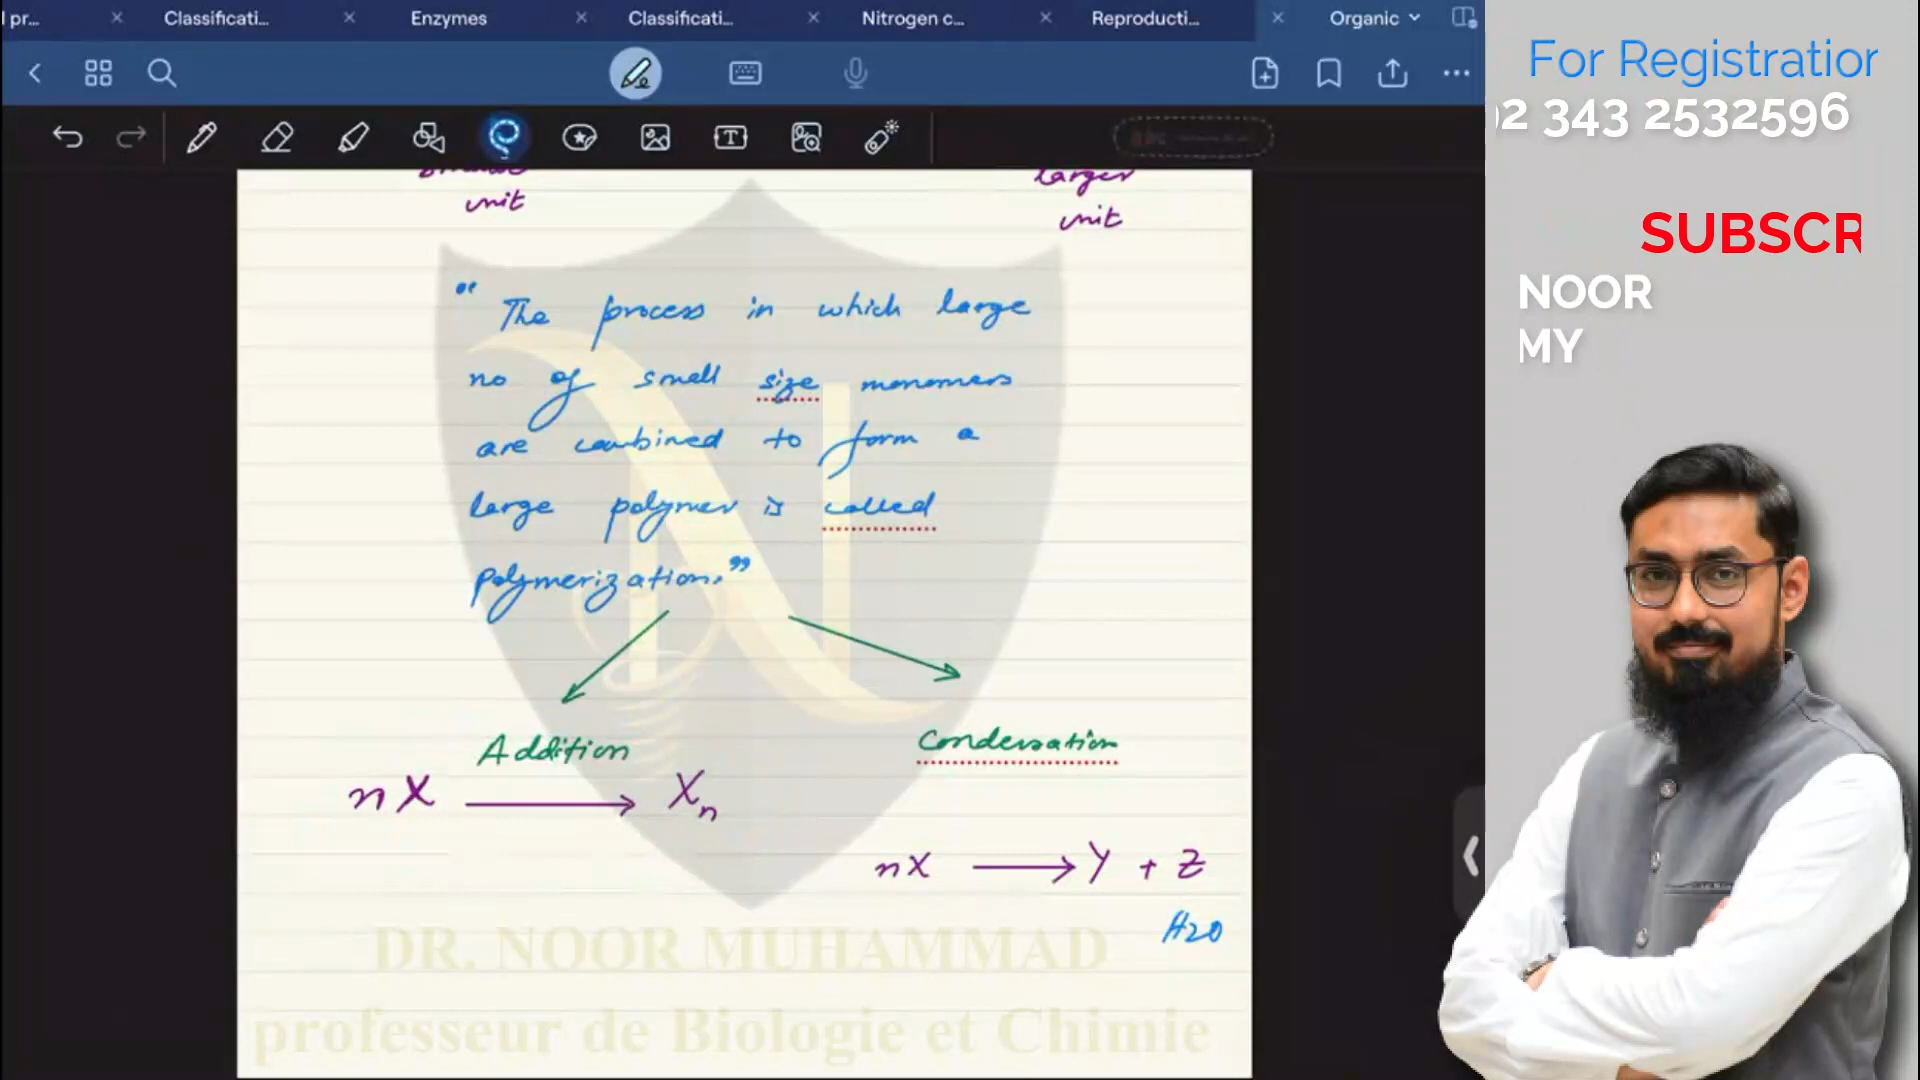 l pr...
Classificati...
Enzymes
Classificati...
Nitrogen c...
Reproducti...
Organic
For Registration
02 343 2532596
SUBSCR
NOOR
MY
unit
larger
unit
" The process in which large
no of small size monomers
are combined to form a
large polymer is called
polymerization."
Addition
Condensation
nX → Xn
nX → Y + Z
H2O
DR. NOOR MUHAMMAD
professeur de Biologie et Chimie